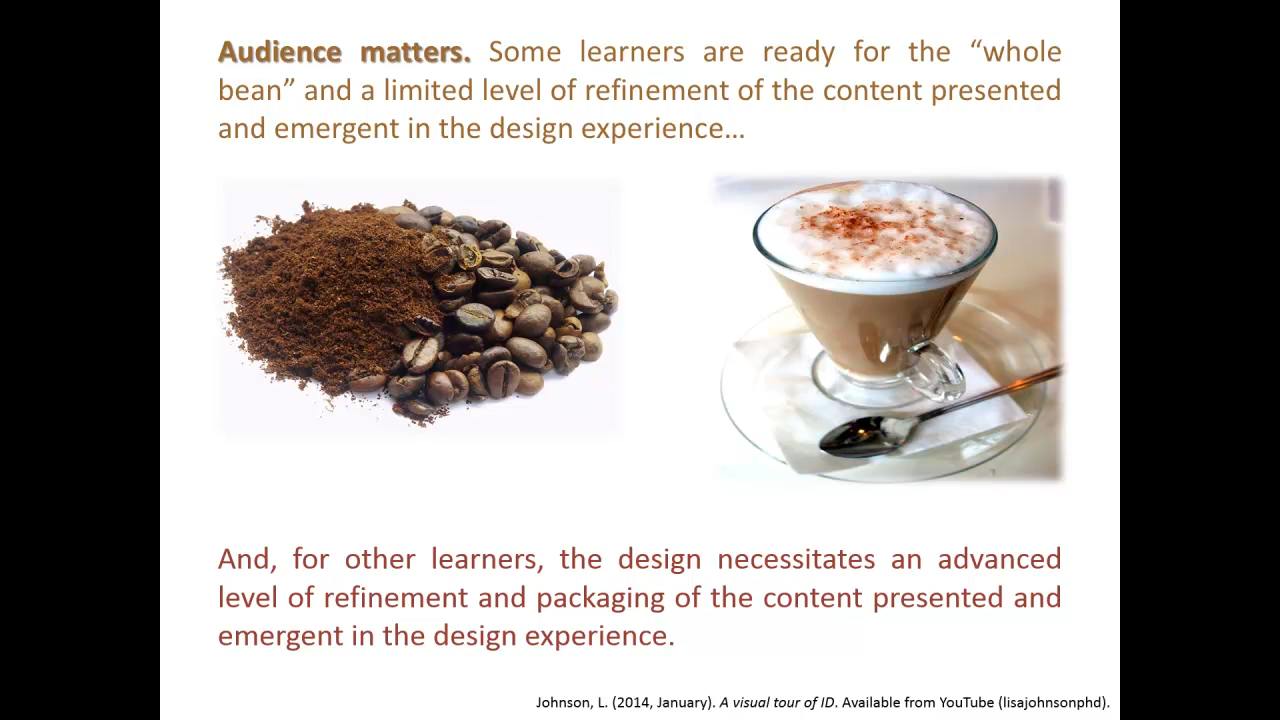 Audience matters. Some learners are ready for the “whole
bean” and a limited level of refinement of the content presented
and emergent in the design experience…
And, for other learners, the design necessitates an advanced
level of refinement and packaging of the content presented and
emergent in the design experience.
Johnson, L. (2014, January). A visual tour of ID. Available from YouTube (lisajohnsonphd).